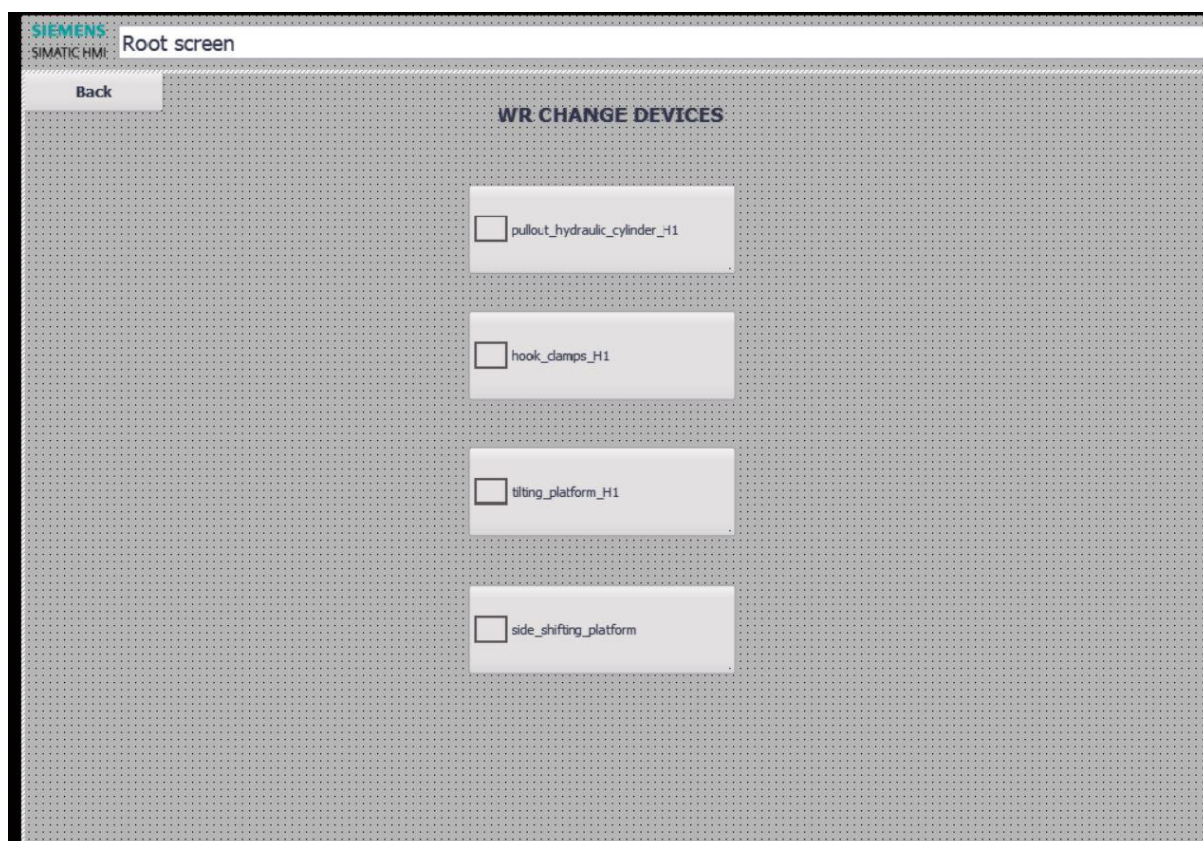 SIEMENS
SIMATIC HMI
Root screen
Back
WR CHANGE DEVICES
pullout_hydraulic_cylinder_H1
hook_clamps_H1
tilting_platform_H1
side_shifting_platform